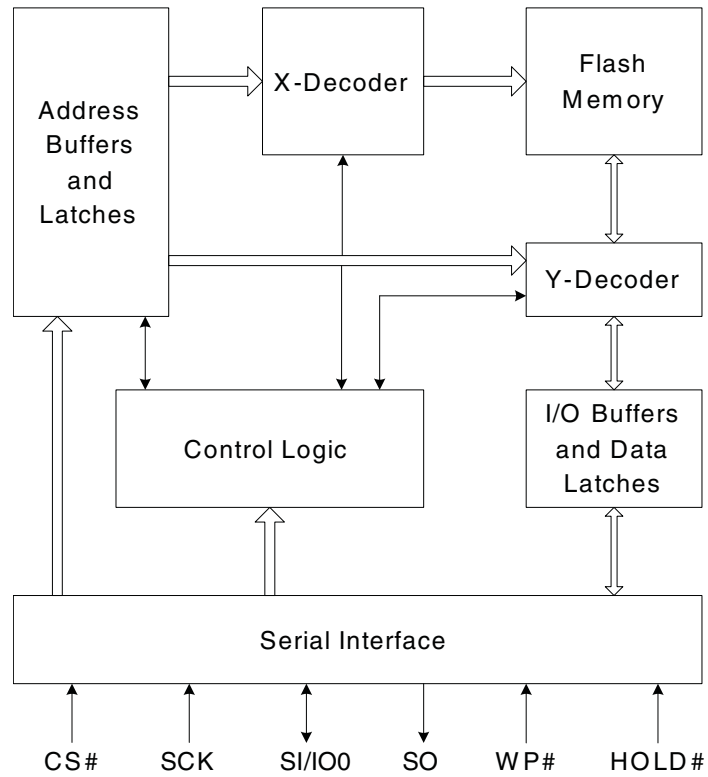 Address
Buffers
and
Latches
X-Decoder
Flash
Memory
Y-Decoder
Control Logic
I/O Buffers
and Data
Latches
Serial Interface
CS#
SCK
SI/IO0
SO
WP#
HOLD#